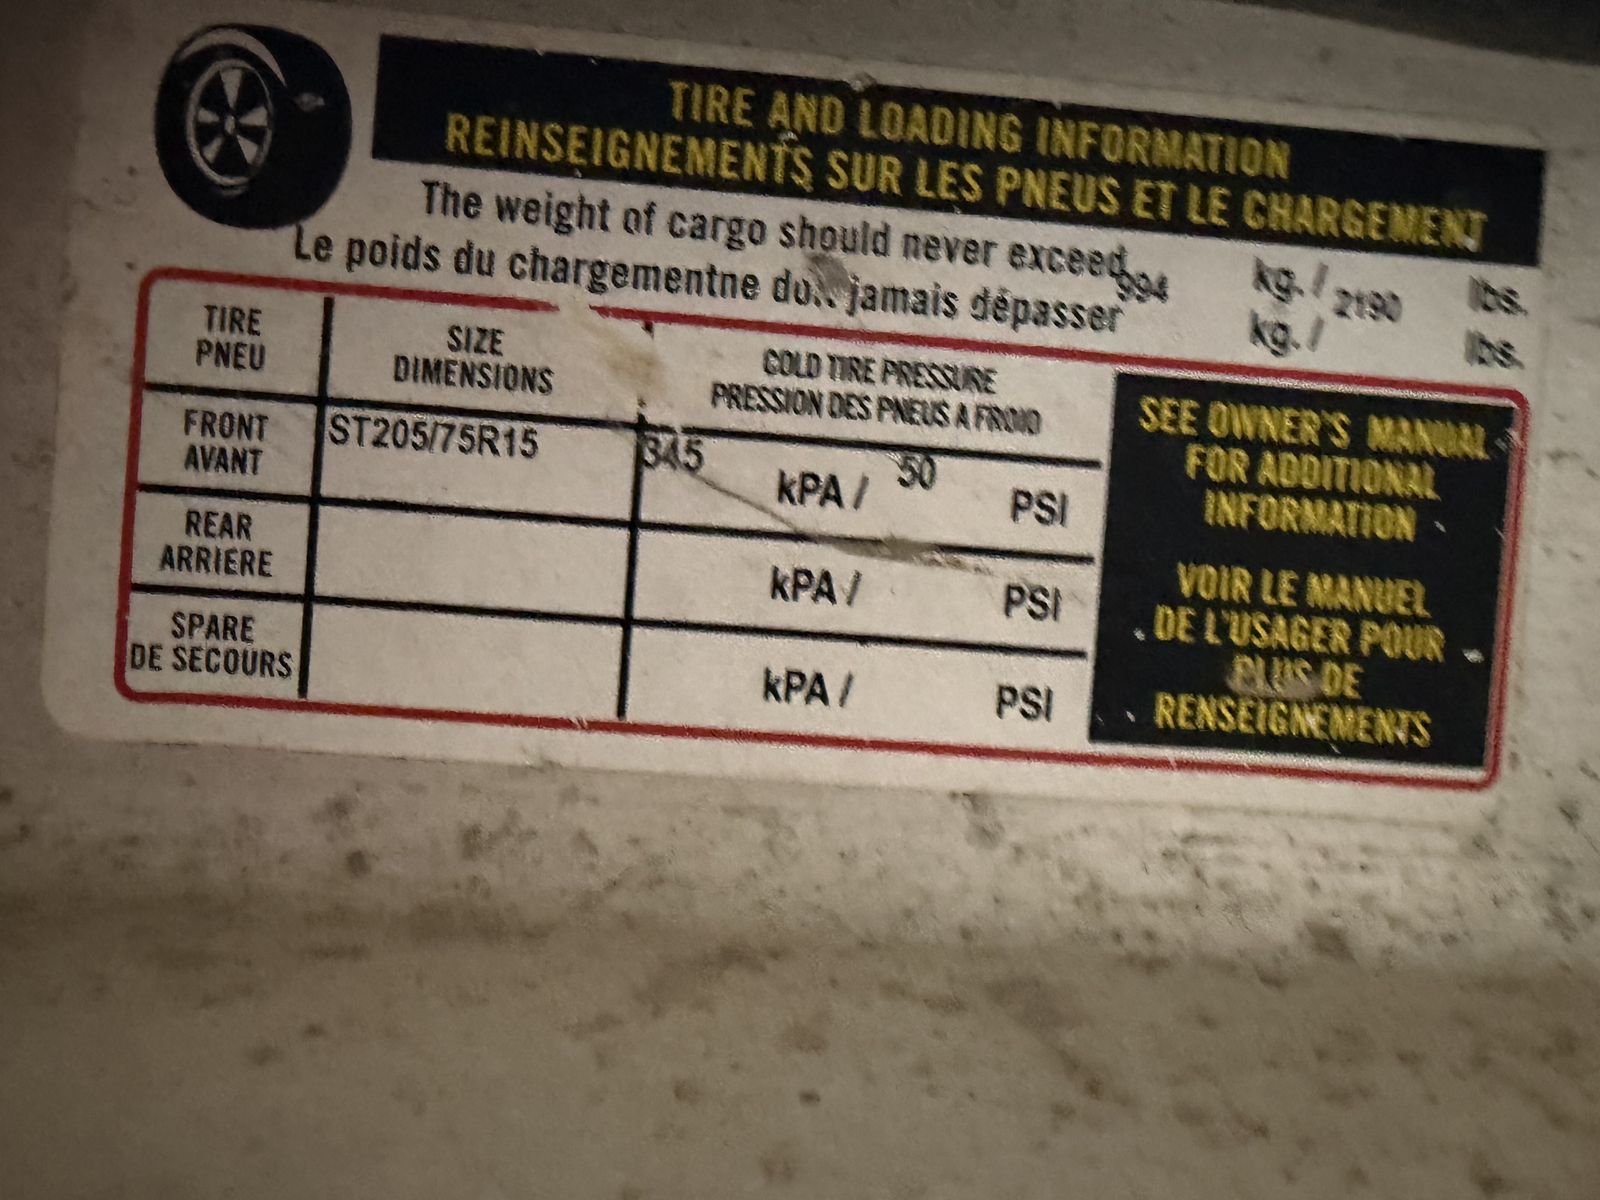 TIRE AND LOADING INFORMATION
REINSEIGNEMENTS SUR LES PNEUS ET LE CHARGEMENT
The weight of cargo should never exceed 994 kg. / 2190 lbs.
Le poids du chargementne doit jamais dépasser kg. / lbs.
TIRE
PNEU
SIZE
DIMENSIONS
COLD TIRE PRESSURE
PRESSION DES PNEUS A FROID
FRONT
AVANT
ST205/75R15
345 kPA / 50 PSI
REAR
ARRIERE
kPA / PSI
SPARE
DE SECOURS
kPA / PSI
SEE OWNER'S MANUAL
FOR ADDITIONAL
INFORMATION
VOIR LE MANUEL
DE L'USAGER POUR
PLUS DE
RENSEIGNEMENTS